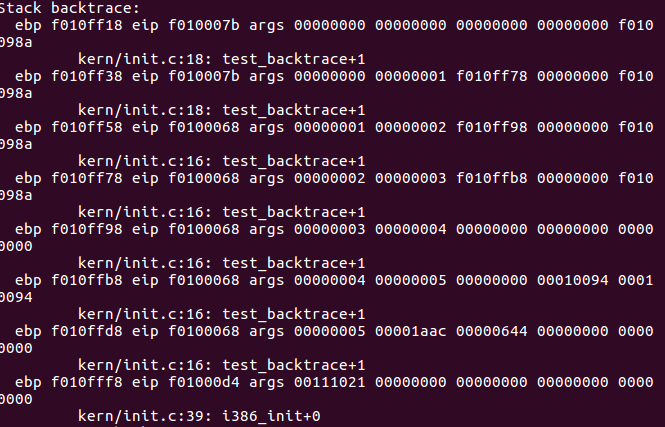 Stack backtrace:
  ebp f010ff18 eip f010007b args 00000000 00000000 00000000 00000000 f010
098a
         kern/init.c:18: test_backtrace+1
  ebp f010ff38 eip f010007b args 00000000 00000001 f010ff78 00000000 f010
098a
         kern/init.c:18: test_backtrace+1
  ebp f010ff58 eip f0100068 args 00000001 00000002 f010ff98 00000000 f010
098a
         kern/init.c:16: test_backtrace+1
  ebp f010ff78 eip f0100068 args 00000002 00000003 f010ffb8 00000000 f010
098a
         kern/init.c:16: test_backtrace+1
  ebp f010ff98 eip f0100068 args 00000003 00000004 00000000 00000000 0000
0000
         kern/init.c:16: test_backtrace+1
  ebp f010ffb8 eip f0100068 args 00000004 00000005 00000000 00010094 0001
0094
         kern/init.c:16: test_backtrace+1
  ebp f010ffd8 eip f0100068 args 00000005 00001aac 00000644 00000000 0000
0000
         kern/init.c:16: test_backtrace+1
  ebp f010fff8 eip f01000d4 args 00111021 00000000 00000000 00000000 0000
0000
         kern/init.c:39: i386_init+0